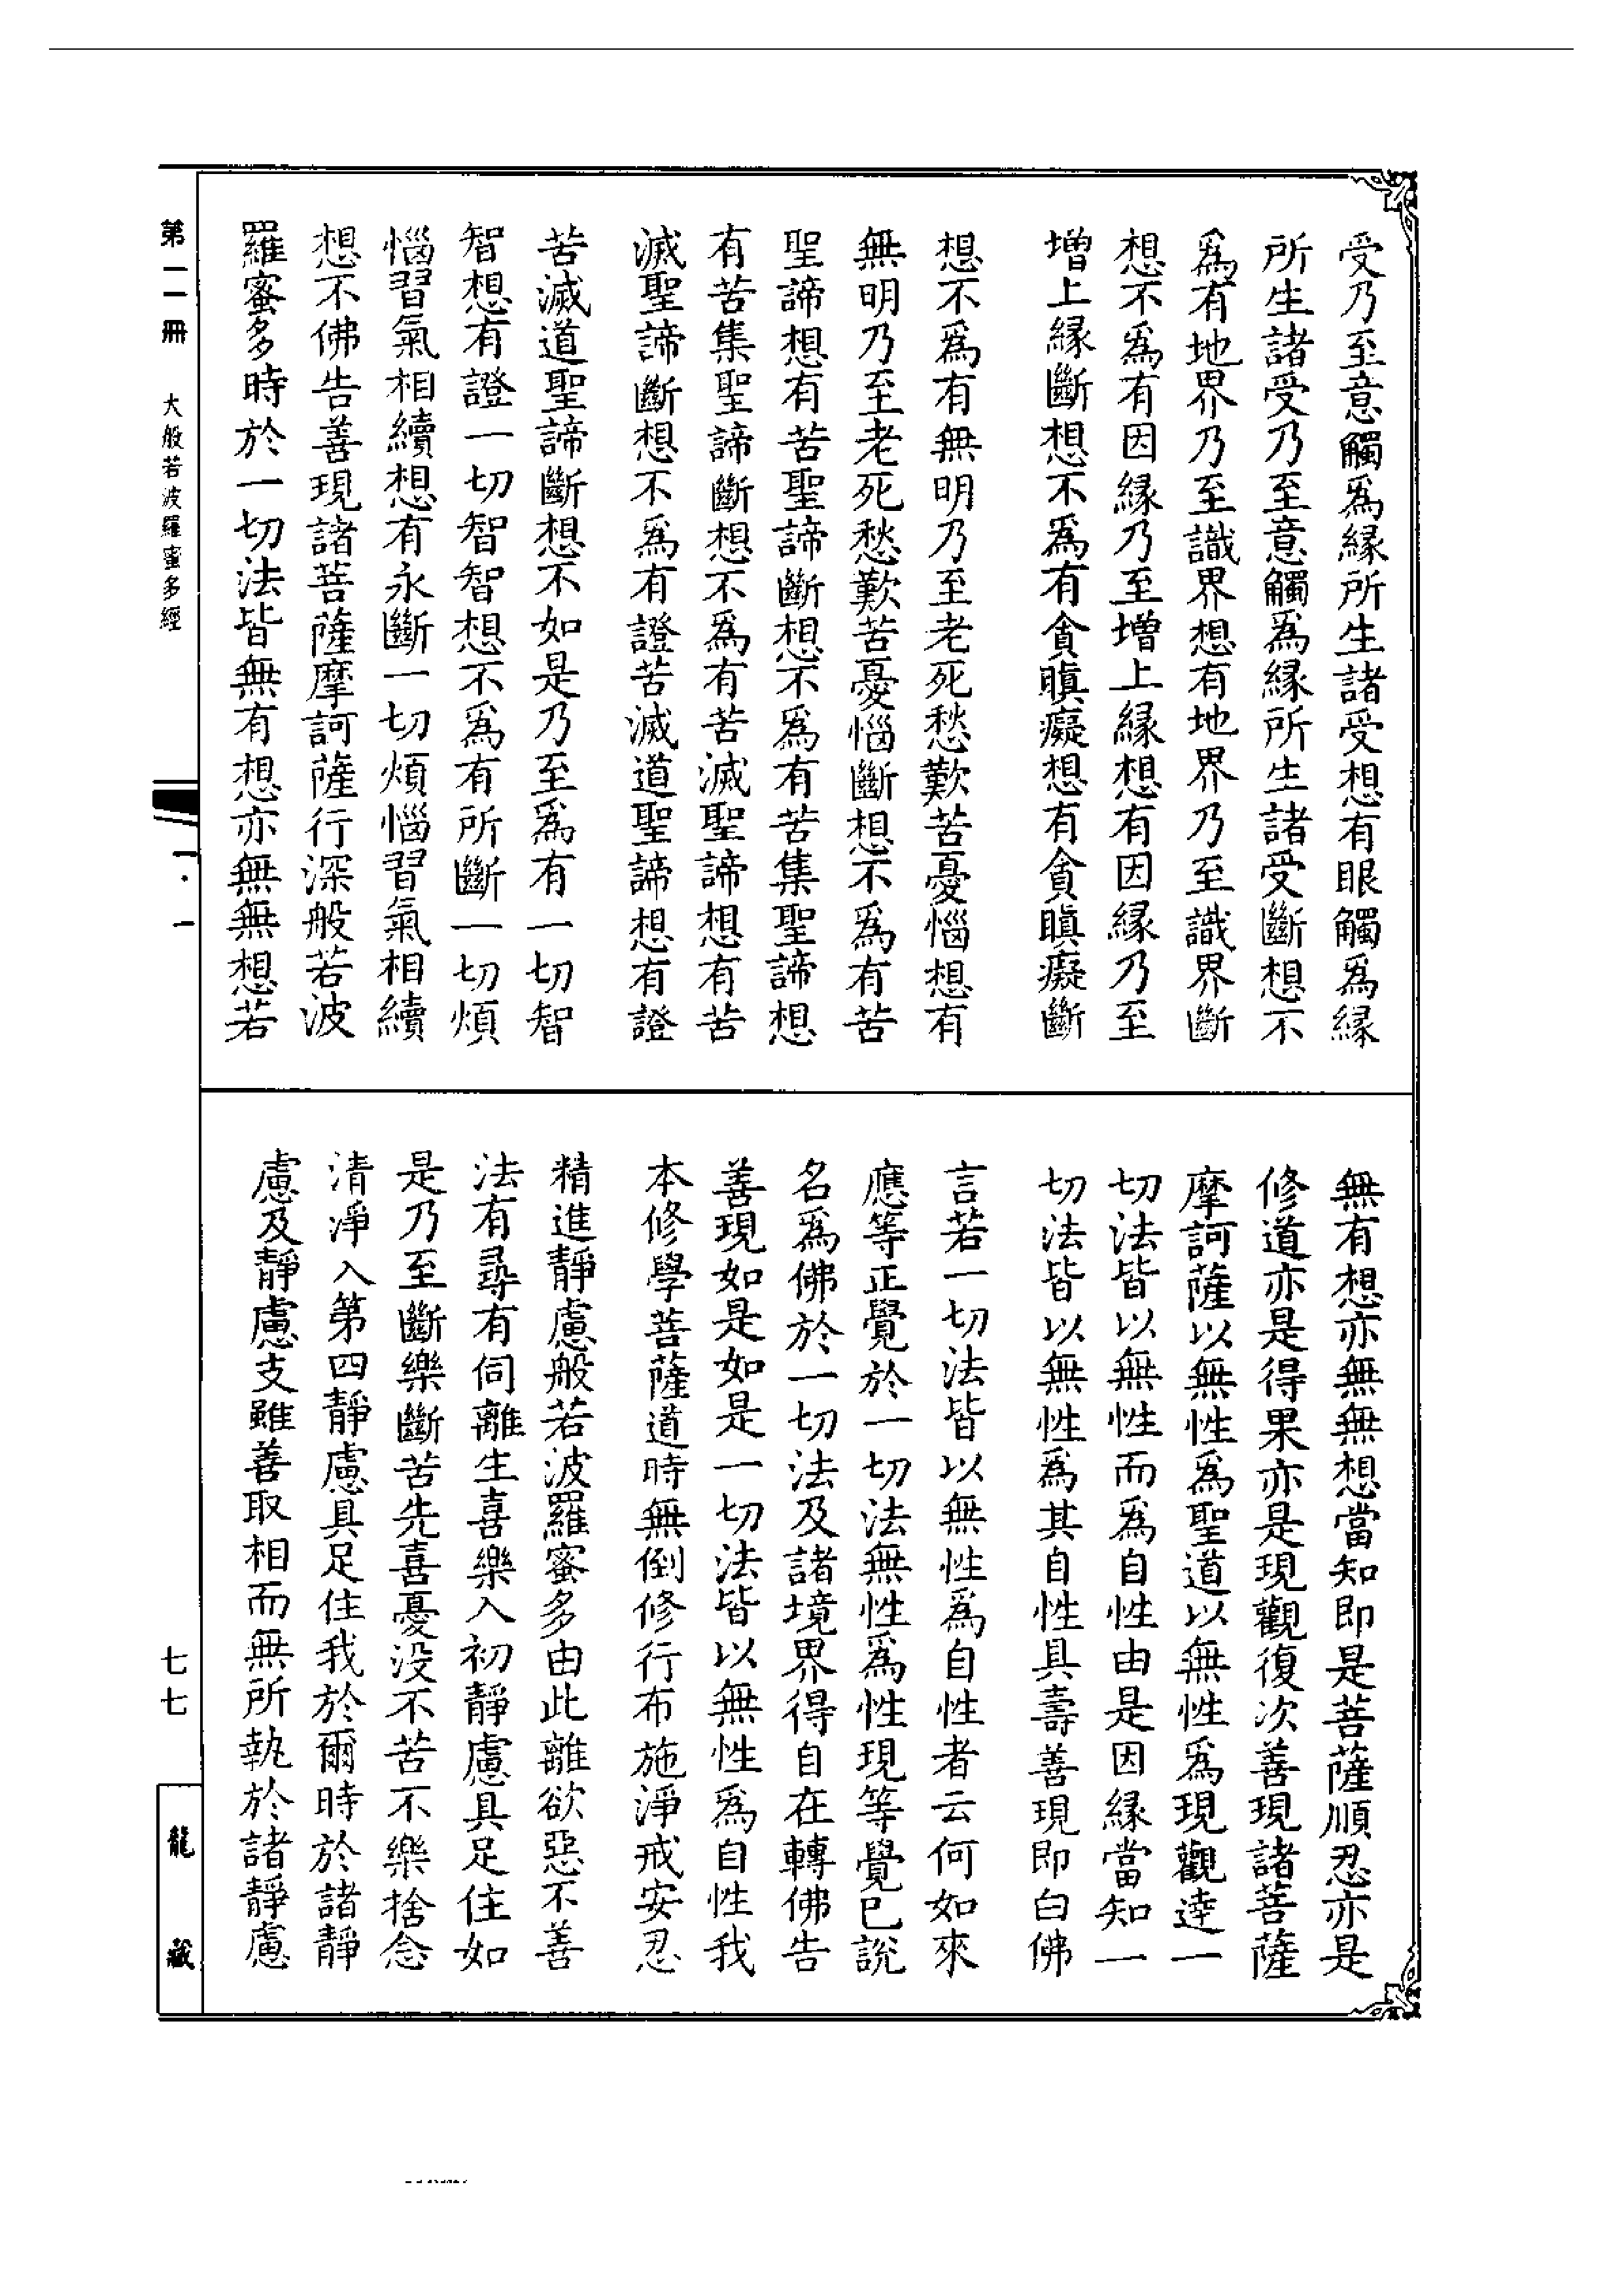 受乃至意觸爲緣所生諸受想有眼觸爲緣
所生諸受乃至意觸爲緣所生諸受斷想不
爲有地界乃至識界想有地界乃至識界斷
想不爲有因緣乃至增上緣想有因緣乃至
增上緣斷想不爲有貪瞋癡想有貪瞋癡斷
想不爲有無明乃至老死愁歎苦憂惱想有
無明乃至老死愁歎苦憂惱斷想不爲有苦
聖諦想有苦聖諦斷想不爲有苦集聖諦想
有苦集聖諦斷想不爲有苦滅聖諦想有苦
滅聖諦斷想不爲有證苦滅道聖諦想有證
苦滅道聖諦斷想不如是乃至爲有一切智
智想有證一切智智想不爲有所斷一切煩
惱習氣相續想有永斷一切煩惱習氣相續
想不佛告善現諸菩薩摩訶薩行深般若波
羅蜜多時於一切法皆無有想亦無無想若
無有想亦無無想當知即是菩薩順忍亦是
修道亦是得果亦是現觀復次善現諸菩薩
摩訶薩以無性爲聖道以無性爲現觀達一
切法皆以無性而爲自性由是因緣當知一
切法皆以無性爲其自性具壽善現即白佛
言若一切法皆以無性爲自性者云何如來
應等正覺於一切法無性爲性現等覺已說
名爲佛於一切法及諸境界得自在轉佛告
善現如是如是一切法皆以無性爲自性我
本修學菩薩道時無倒修行布施淨戒安忍
精進靜慮般若波羅蜜多由此離欲惡不善
法有尋有伺離生喜樂入初靜慮具足住如
是乃至斷樂斷苦先喜憂没不苦不樂捨念
清淨入第四靜慮具足住我於爾時於諸靜
慮及靜慮支雖善取相而無所執於諸靜慮
第一一冊 大般若波羅蜜多經
一·一
七七
龍藏